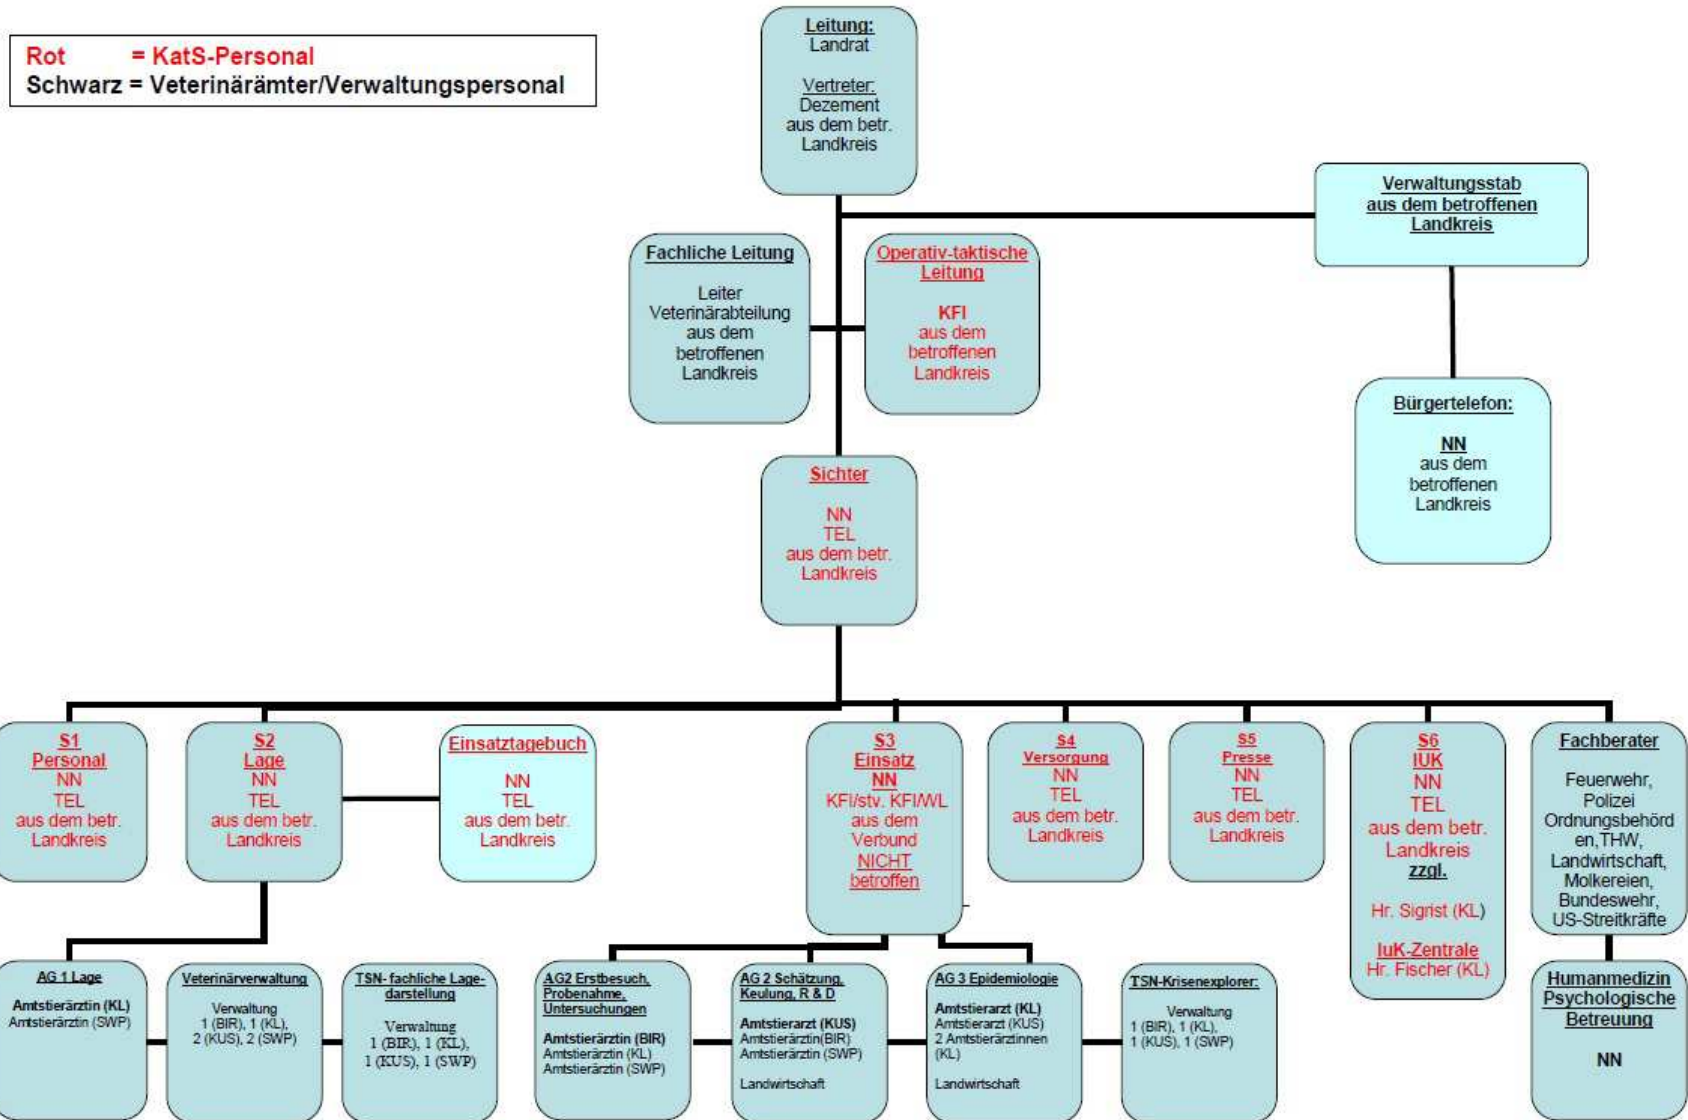 Rot = KatS-Personal
Schwarz = Veterinärämter/Verwaltungspersonal
Leitung:
Landrat
Vertreter:
Dezement
aus dem betr.
Landkreis
Verwaltungsstab
aus dem betroffenen
Landkreis
Fachliche Leitung
Leiter
Veterinärabteilung
aus dem
betroffenen
Landkreis
Operativ-taktische
Leitung
KFI
aus dem
betroffenen
Landkreis
Bürgertelefon:
NN
aus dem
betroffenen
Landkreis
Sichter
NN
TEL
aus dem betr.
Landkreis
S1
Personal
NN
TEL
aus dem betr.
Landkreis
S2
Lage
NN
TEL
aus dem betr.
Landkreis
Einsatztagebuch
NN
TEL
aus dem betr.
Landkreis
S3
Einsatz
NN
KFI/stv. KFI/WL
aus dem
Verbund
NICHT
betroffen
S4
Versorgung
NN
TEL
aus dem betr.
Landkreis
S5
Presse
NN
TEL
aus dem betr.
Landkreis
S6
IUK
NN
TEL
aus dem betr.
Landkreis
zzgl.
Hr. Sigrist (KL)
IuK-Zentrale
Hr. Fischer (KL)
Fachberater
Feuerwehr,
Polizei
Ordnungsbehörd
en,THW,
Landwirtschaft,
Molkereien,
Bundeswehr,
US-Streitkräfte
AG 1 Lage
Amtstierärztin (KL)
Amtstierärztin (SWP)
Veterinärverwaltung
Verwaltung
1 (BIR), 1 (KL),
2 (KUS), 2 (SWP)
TSN- fachliche Lage-
darstellung
Verwaltung
1 (BIR), 1 (KL),
1 (KUS), 1 (SWP)
AG2 Erstbesuch,
Probenahme,
Untersuchungen
Amtstierärztin (BIR)
Amtstierärztin (KL)
Amtstierärztin (SWP)
AG 2 Schätzung,
Keulung, R & D
Amtstierarzt (KUS)
Amtstierärztin(BIR)
Amtstierärztin (SWP)
Landwirtschaft
AG 3 Epidemiologie
Amtstierarzt (KL)
Amtstierarzt (KUS)
2 Amtstierärztinnen
(KL)
Landwirtschaft
TSN-Krisenexplorer:
Verwaltung
1 (BIR), 1 (KL),
1 (KUS), 1 (SWP)
Humanmedizin
Psychologische
Betreuung
NN